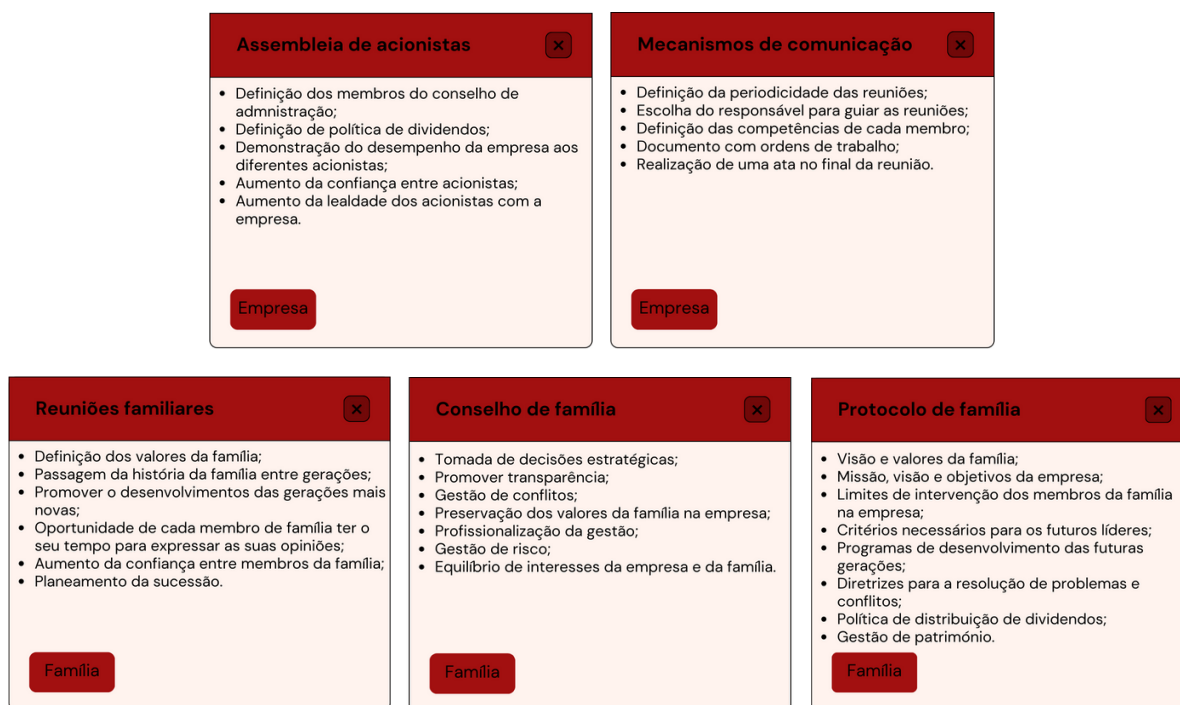 Assembleia de acionistas
• Definição dos membros do conselho de
admnistração;
• Definição de política de dividendos;
• Demonstração do desempenho da empresa aos
diferentes acionistas;
• Aumento da confiança entre acionistas;
• Aumento da lealdade dos acionistas com a
empresa.
Empresa
Mecanismos de comunicação
• Definição da periodicidade das reuniões;
• Escolha do responsável para guiar as reuniões;
• Definição das competências de cada membro;
• Documento com ordens de trabalho;
• Realização de uma ata no final da reunião.
Empresa
Reuniões familiares
• Definição dos valores da família;
• Passagem da história da família entre gerações;
• Promover o desenvolvimentos das gerações mais
novas;
• Oportunidade de cada membro de família ter o
seu tempo para expressar as suas opiniões;
• Aumento da confiança entre membros da família;
• Planeamento da sucessão.
Família
Conselho de família
• Tomada de decisões estratégicas;
• Promover transparência;
• Gestão de conflitos;
• Preservação dos valores da família na empresa;
• Profissionalização da gestão;
• Gestão de risco;
• Equilíbrio de interesses da empresa e da família.
Família
Protocolo de família
• Visão e valores da família;
• Missão, visão e objetivos da empresa;
• Limites de intervenção dos membros da família
na empresa;
• Critérios necessários para os futuros líderes;
• Programas de desenvolvimento das futuras
gerações;
• Diretrizes para a resolução de problemas e
conflitos;
• Política de distribuição de dividendos;
• Gestão de património.
Família